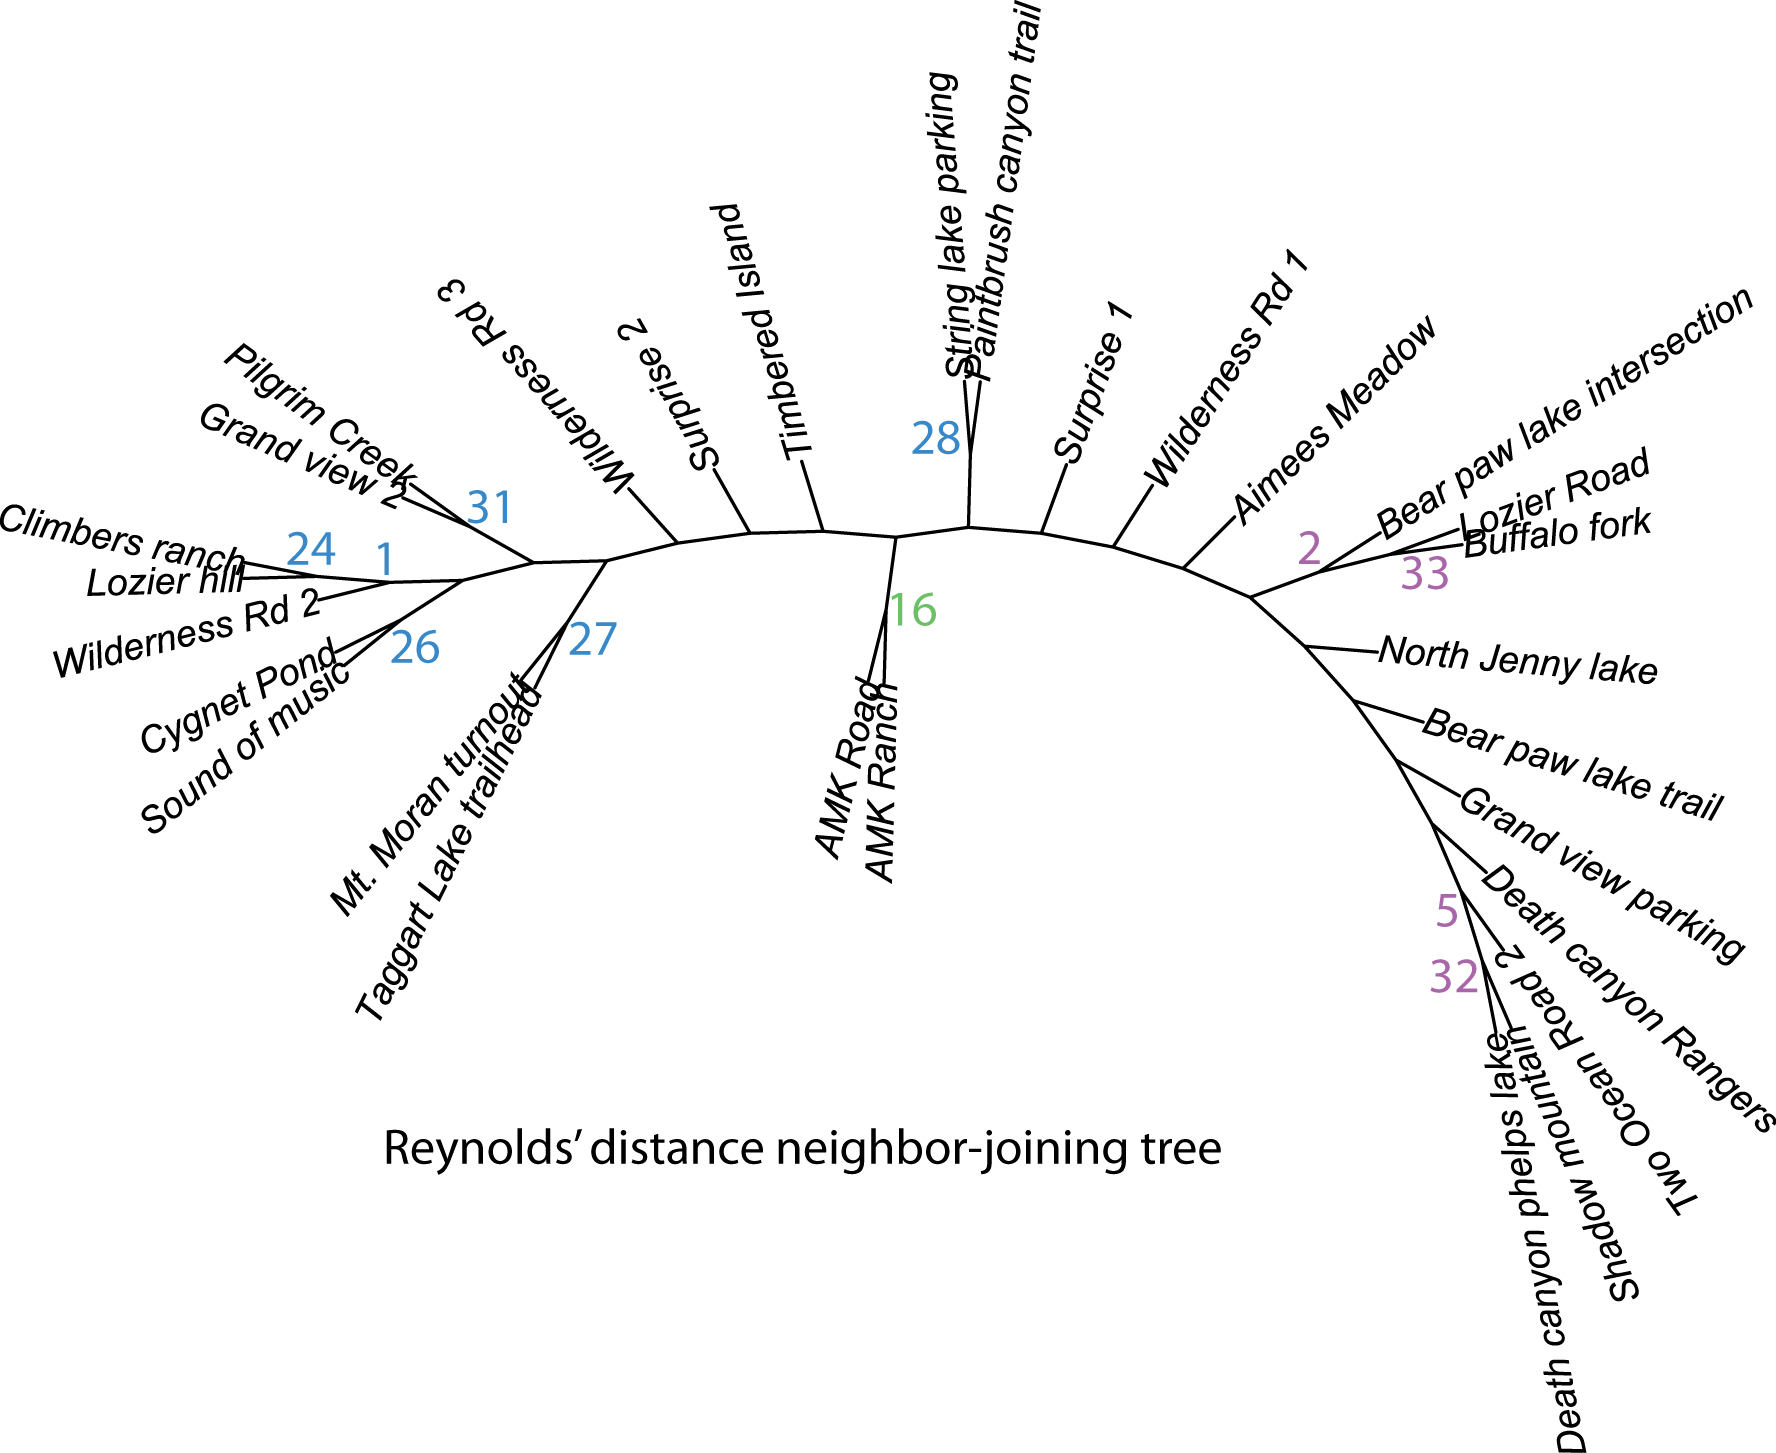 String lake parking
Paintbrush canyon trail
Timbered Island
Surprise 2
Wilderness Rd 3
Pilgrim Creek
Grand view 2
31
Climbers ranch
24
1
Lozier hill
Wilderness Rd 2
Cygnet Pond
26
Sound of music
27
Mt. Moran turnout
Taggart Lake trailhead
16
AMK Road
AMK Ranch
28
Surprise 1
Wilderness Rd 1
Aimees Meadow
Bear paw lake intersection
2
Lozier Road
Buffalo fork
33
North Jenny lake
Bear paw lake trail
Grand view parking
Death canyon Rangers
5
Two Ocean Road 2
32
Shadow mountain
Death canyon phelps lake
Reynolds’ distance neighbor-joining tree